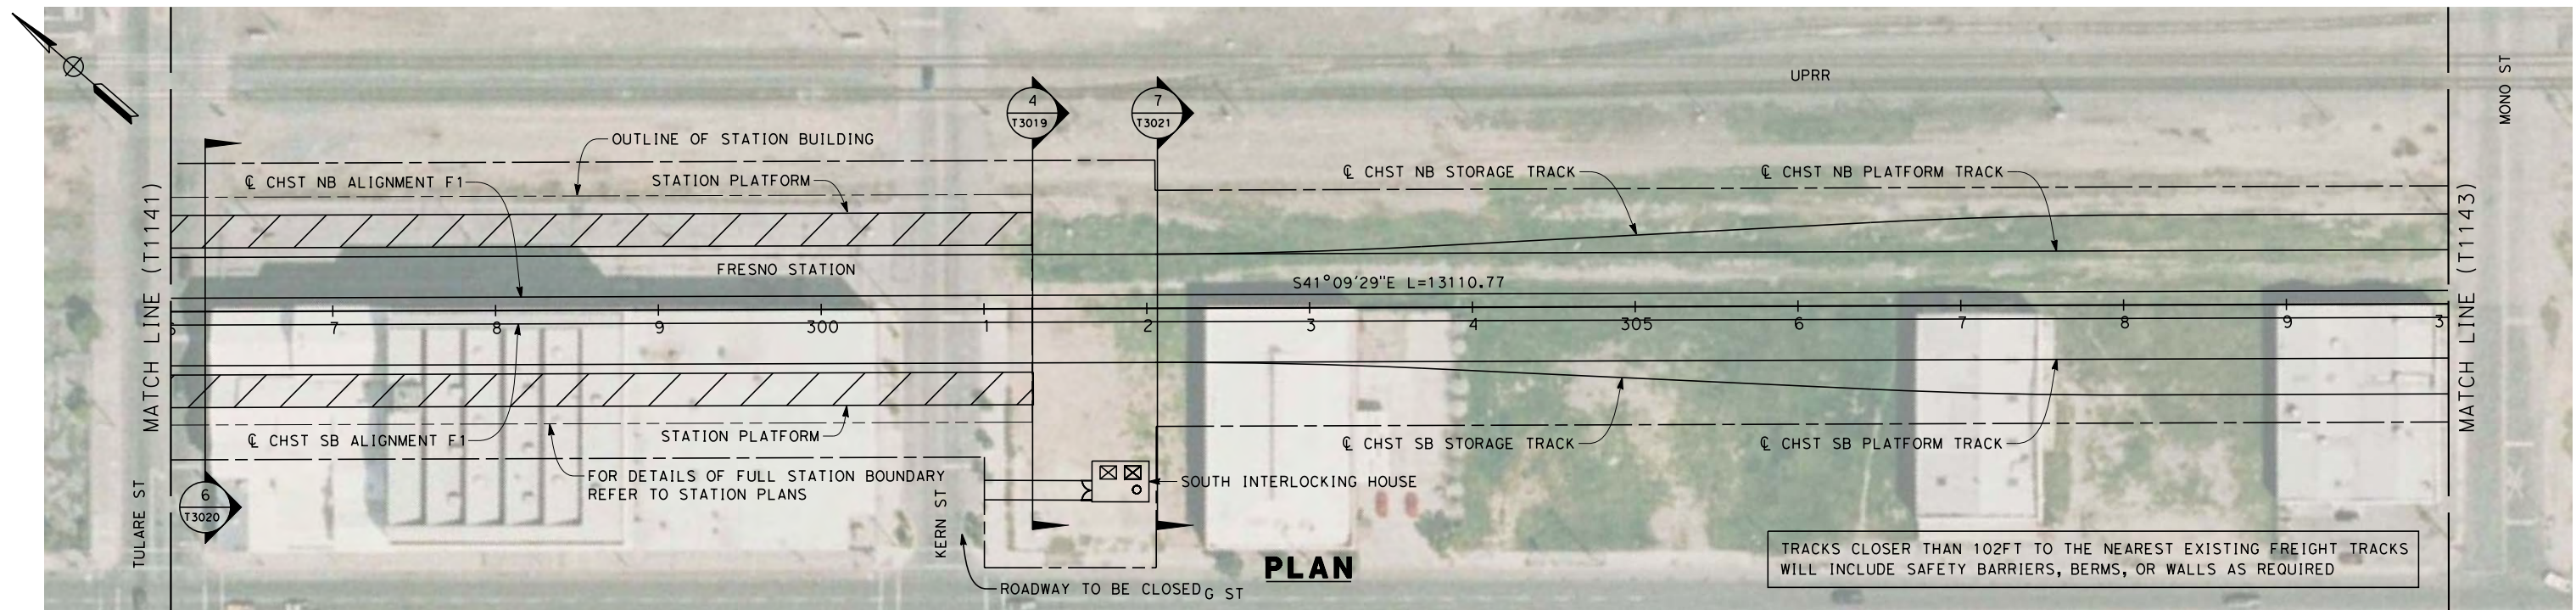 UPRR
MONO ST
4
T3019
7
T3021
OUTLINE OF STATION BUILDING
℄ CHST NB ALIGNMENT F1
STATION PLATFORM
℄ CHST NB STORAGE TRACK
℄ CHST NB PLATFORM TRACK
MATCH LINE (T1141)
MATCH LINE (T1143)
FRESNO STATION
S41°09'29"E L=13110.77
7
8
9
300
1
2
3
4
305
6
7
8
9
3
℄ CHST SB ALIGNMENT F1
STATION PLATFORM
℄ CHST SB STORAGE TRACK
℄ CHST SB PLATFORM TRACK
FOR DETAILS OF FULL STATION BOUNDARY
REFER TO STATION PLANS
SOUTH INTERLOCKING HOUSE
6
T3020
TULARE ST
KERN ST
ROADWAY TO BE CLOSED
G ST
PLAN
TRACKS CLOSER THAN 102FT TO THE NEAREST EXISTING FREIGHT TRACKS
WILL INCLUDE SAFETY BARRIERS, BERMS, OR WALLS AS REQUIRED